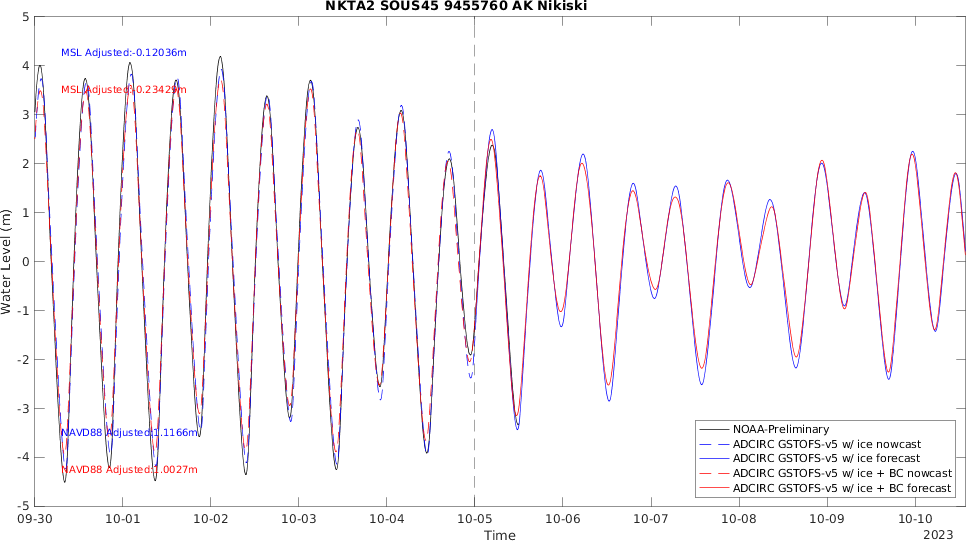 NKTA2 SOUS45 9455760 AK Nikiski
5
4
3
2
1
0
-1
-2
-3
-4
-5
Water Level (m)
MSL Adjusted:-0.12036m
MSL Adjusted:-0.23429m
NAVD88 Adjusted:1.1166m
NAVD88 Adjusted:1.0027m
NOAA-Preliminary
ADCIRC GSTOFS-v5 w/ ice nowcast
ADCIRC GSTOFS-v5 w/ ice forecast
ADCIRC GSTOFS-v5 w/ ice + BC nowcast
ADCIRC GSTOFS-v5 w/ ice + BC forecast
09-30 10-01 10-02 10-03 10-04 10-05 10-06 10-07 10-08 10-09 10-10
Time
2023